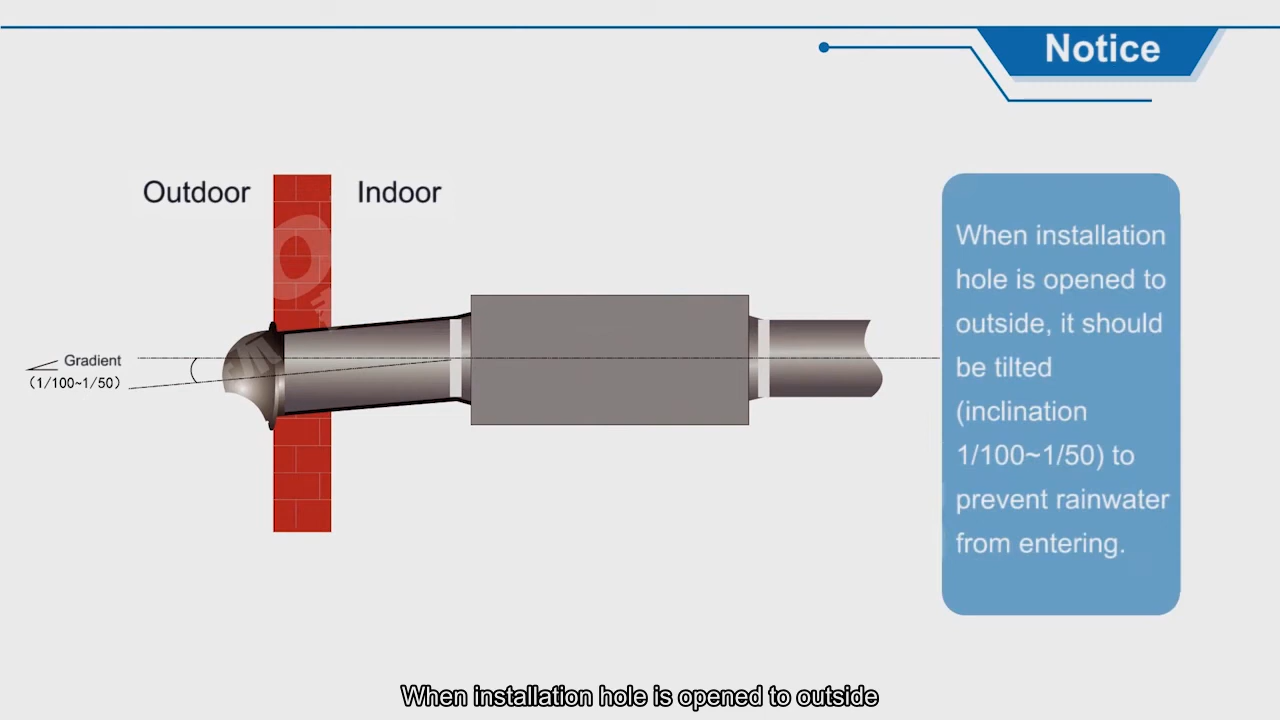 Notice
Outdoor
Indoor
When installation
hole is opened to
outside, it should
be tilted
(inclination
1/100~1/50) to
prevent rainwater
from entering.
Gradient
(1/100~1/50)
When installation hole is opened to outside